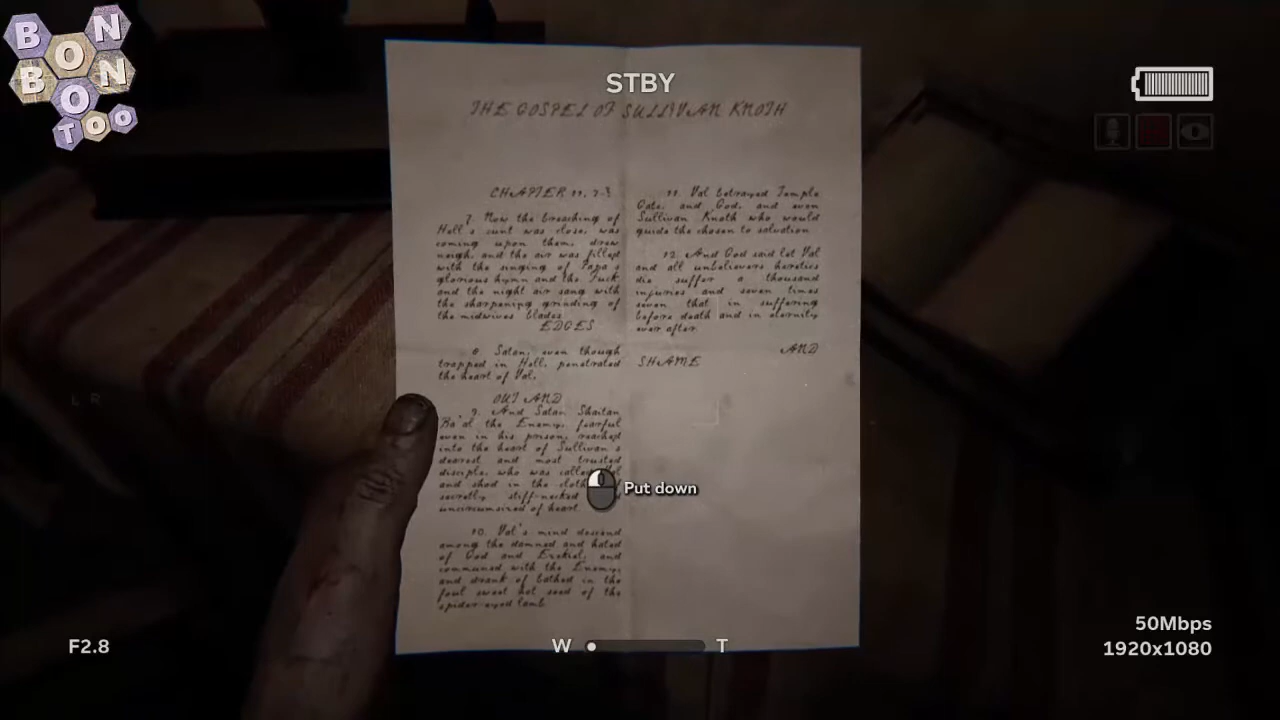 BONBON TOO
STBY
THE GOSPEL OF SULLIVAN KNOTH
CHAPTER 11, 7-3
7. Now the breaching of
Hell's cunt was close, was
coming upon them, drew
neigh, and the air was filled
with the singing of Papa's
glorious hymn and the Fuck
and the night air sang with
the sharpening grinding of
the midwives blades
EDGES
8. Satan, even though
trapped in Hell, penetrated
the heart of Val.
OUT AND
9. And Satan Shaitan
Ba'al the Enemy, fearful
even in his prison, reached
into the heart of Sullivan's
dearest and most trusted
disciple, who was called Val
and shod in the
secretly stiff-necked
uncircumsized of heart
10. Val's mind descend
among the damned and hated
of God and Ezekiel, and
communed with the Enemy,
and drank of bathed in the
foul sweet hot seed of the
spider-eyed lamb
11. Val betrayed Temple
Gate, and God, and even
Sullivan Knoth who would
guide the chosen to salvation
12. And God said let Val
and all unbelievers heretics
die suffer a thousand
injuries and seven times
seven that in suffering
before death and in eternity
ever after.
AND
SHAME
L R
Put down
F2.8
W T
50Mbps
1920x1080